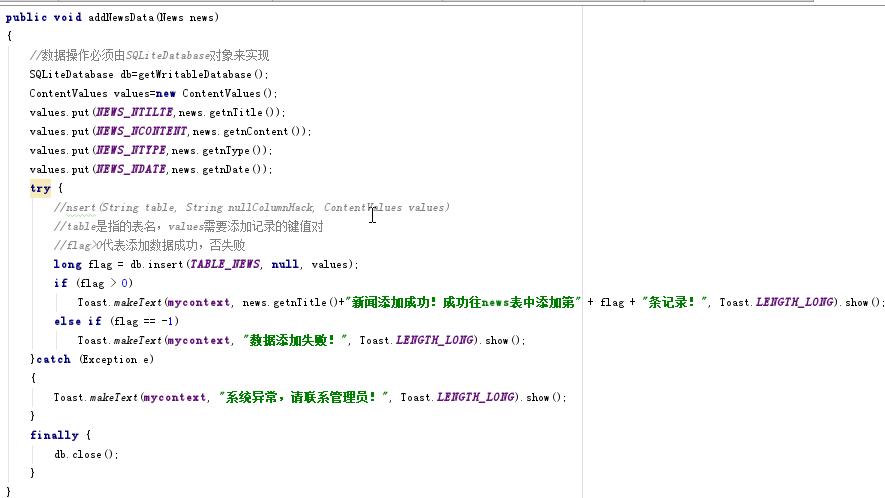 public void addNewsData(News news)
{
//数据操作必须由SQLiteDatabase对象来实现
SQLiteDatabase db=getWritableDatabase();
ContentValues values=new ContentValues();
values.put(NEWS_NTILTE,news.getnTitle());
values.put(NEWS_NCONTENT,news.getnContent());
values.put(NEWS_NTYPE,news.getnType());
values.put(NEWS_NDATE,news.getnDate());
try {
//nsert(String table, String nullColumnHack, ContentValues values)
//table是指的表名，values需要添加记录的键值对
//flag>0代表添加数据成功，否失败
long flag = db.insert(TABLE_NEWS, null, values);
if (flag > 0)
Toast.makeText(mycontext, news.getnTitle()+"新闻添加成功！成功往news表中添加第" + flag + "条记录！", Toast.LENGTH_LONG).show();
else if (flag == -1)
Toast.makeText(mycontext, "数据添加失败！", Toast.LENGTH_LONG).show();
}catch (Exception e)
{
Toast.makeText(mycontext, "系统异常，请联系管理员！", Toast.LENGTH_LONG).show();
}
finally {
db.close();
}
}